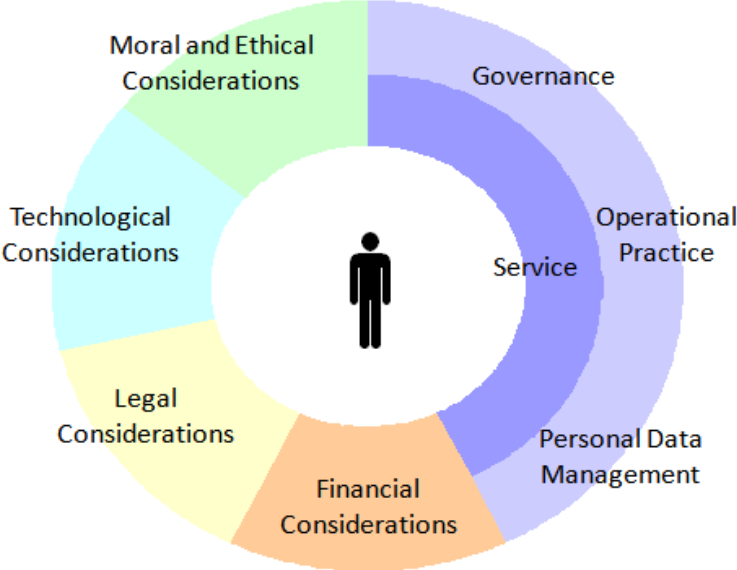 Moral and Ethical
Considerations
Governance
Technological
Considerations
Operational
Practice
Service
Legal
Considerations
Personal Data
Management
Financial
Considerations